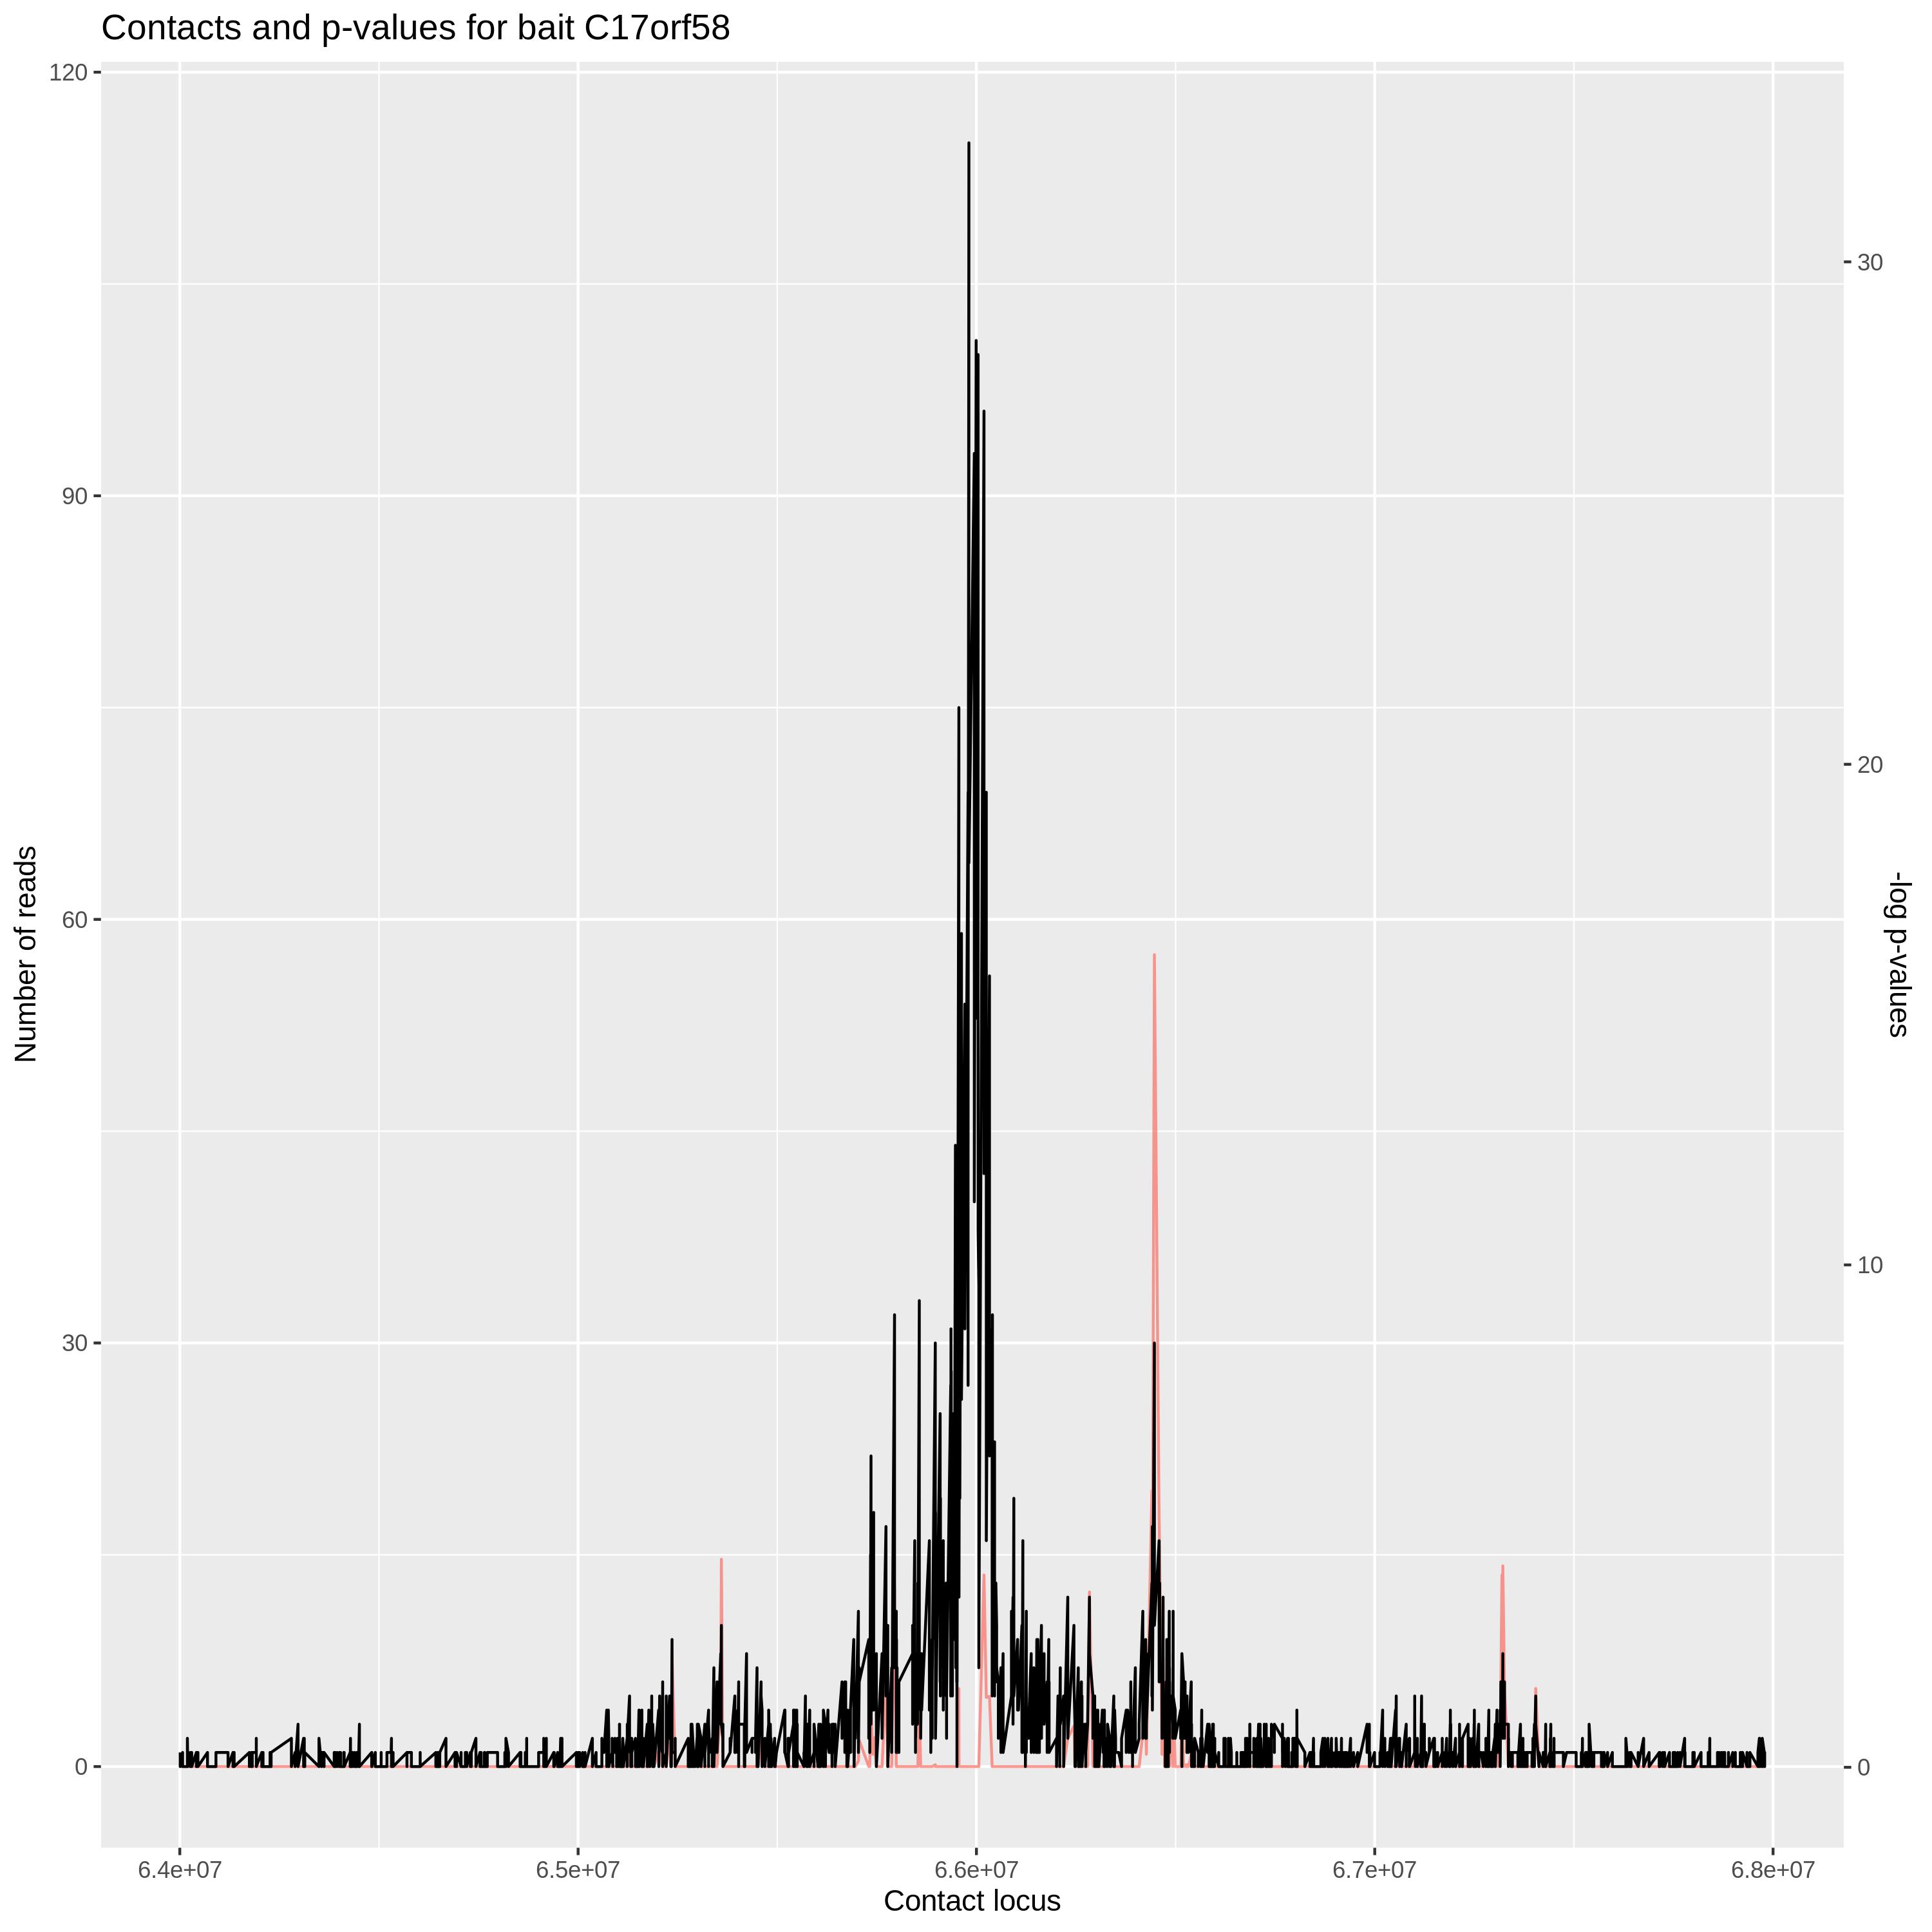 Contacts and p-values for bait C17orf58
120
90
60
30
0
Number of reads
30
20
10
0
-log p-values
6.4e+07
6.5e+07
6.6e+07
6.7e+07
6.8e+07
Contact locus